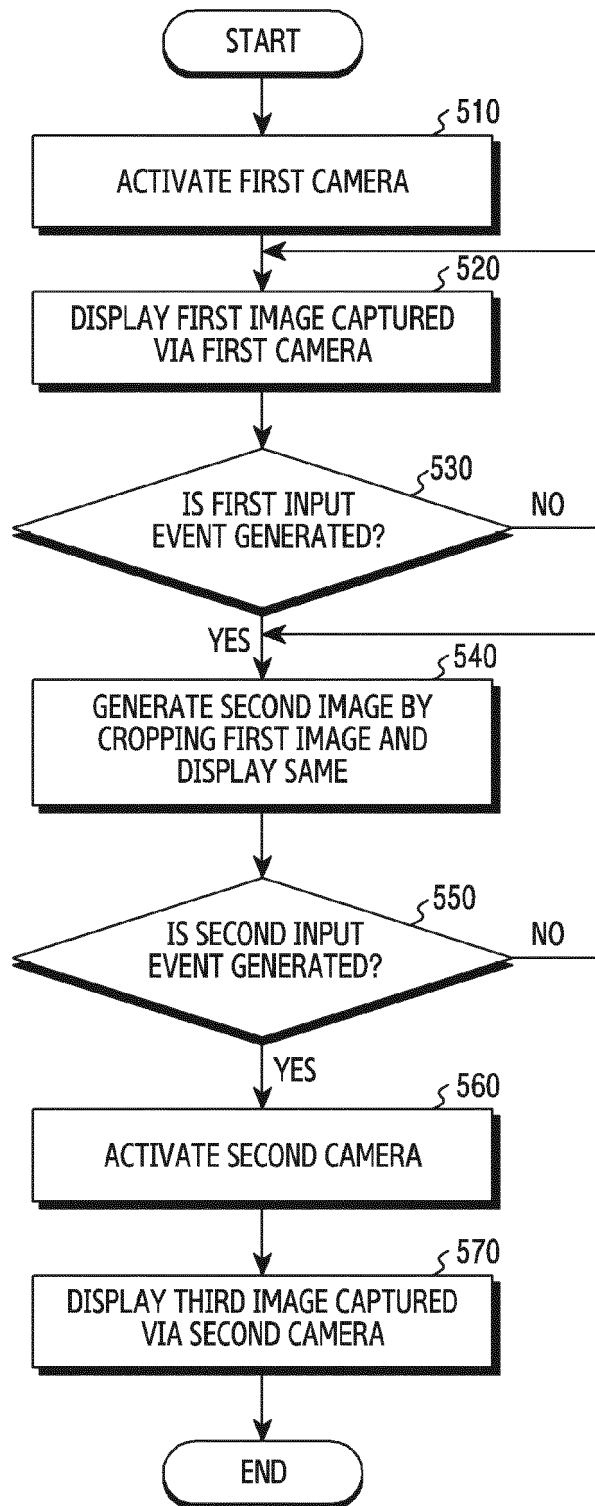 START
510
ACTIVATE FIRST CAMERA
520
DISPLAY FIRST IMAGE CAPTURED
VIA FIRST CAMERA
530
IS FIRST INPUT
EVENT GENERATED?
NO
YES
540
GENERATE SECOND IMAGE BY
CROPPING FIRST IMAGE AND
DISPLAY SAME
550
IS SECOND INPUT
EVENT GENERATED?
NO
YES
560
ACTIVATE SECOND CAMERA
570
DISPLAY THIRD IMAGE CAPTURED
VIA SECOND CAMERA
END